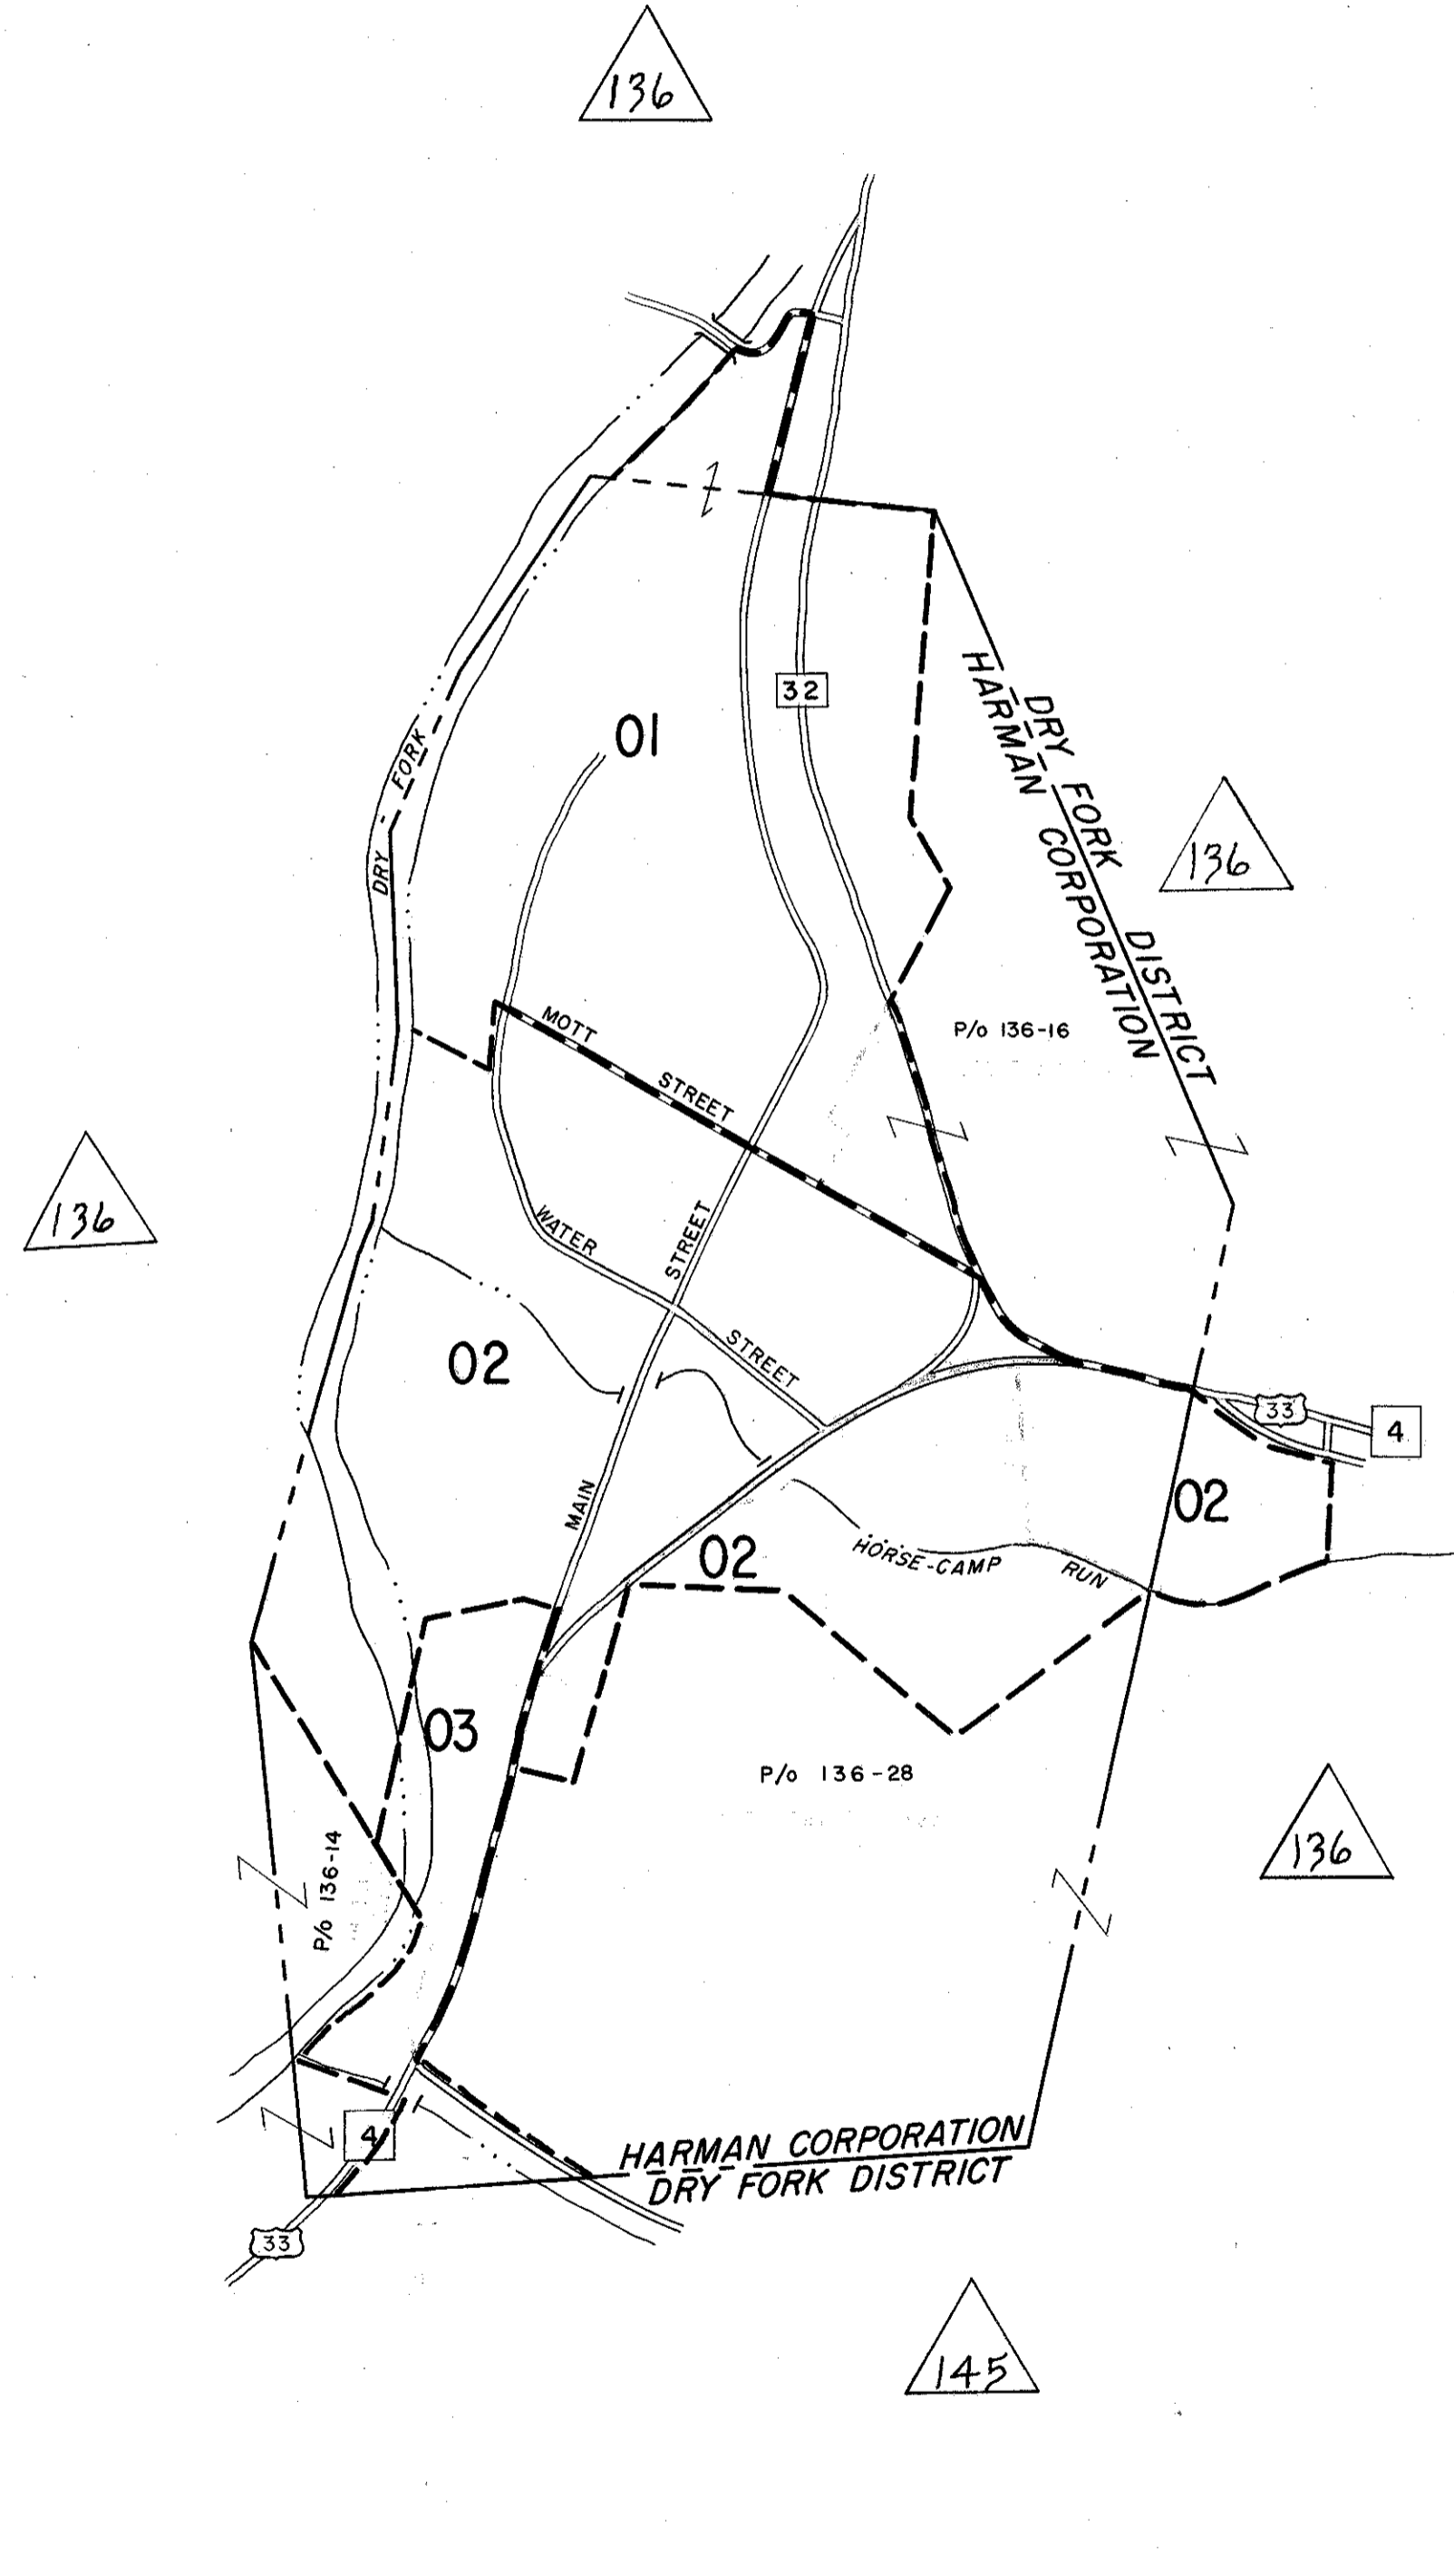 136
32
01
DRY FORK
DRY FORK DISTRICT
HARMAN CORPORATION
136
P/o 136-16
MOTT STREET
136
WATER STREET
MAIN STREET
02
33
4
02
02
HORSE-CAMP RUN
03
P/o 136-28
136
P/o 136-14
4
HARMAN CORPORATION
DRY FORK DISTRICT
33
145